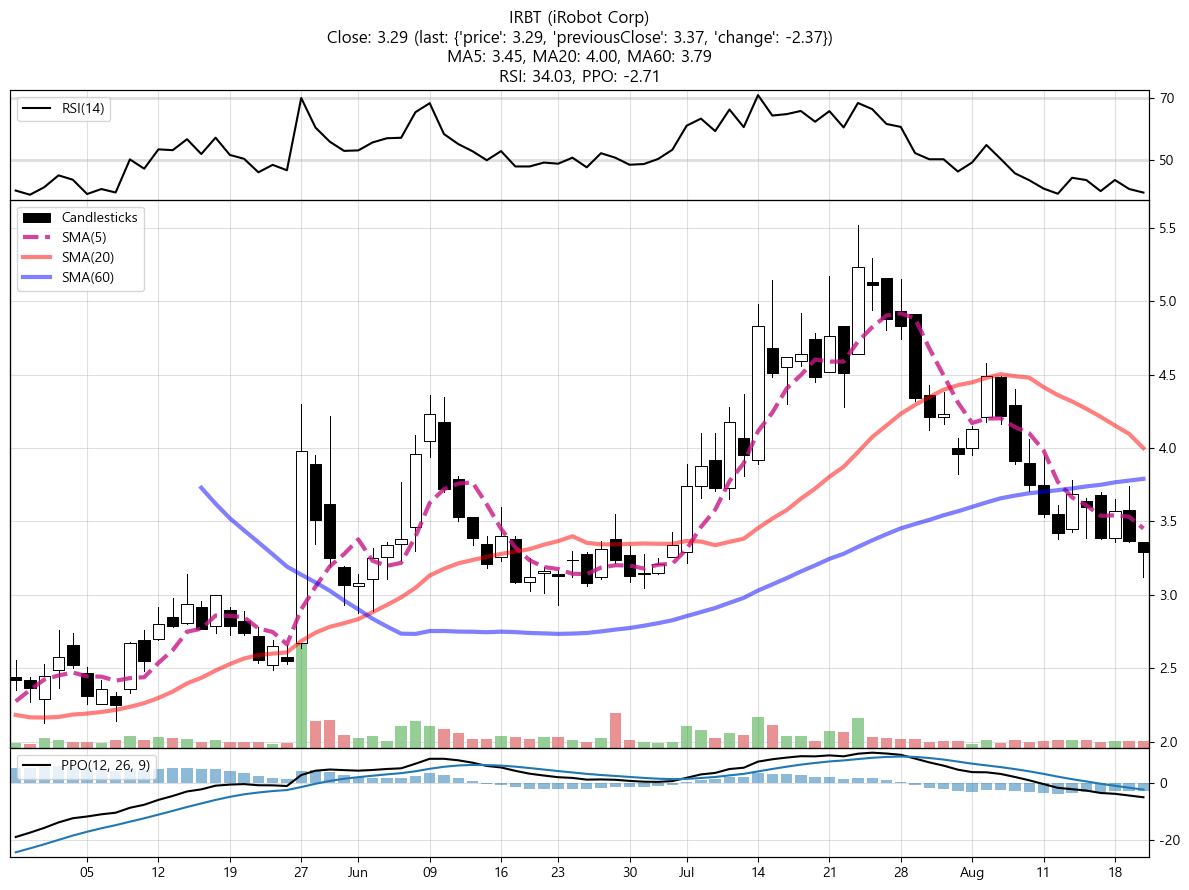 IRBT (iRobot Corp)
Close: 3.29 (last: {'price': 3.29, 'previousClose': 3.37, 'change': -2.37})
MA5: 3.45, MA20: 4.00, MA60: 3.79
RSI: 34.03, PPO: -2.71
RSI(14)
70
50
Candlesticks
SMA(5)
SMA(20)
SMA(60)
5.5
5.0
4.5
4.0
3.5
3.0
2.5
2.0
PPO(12, 26, 9)
0
-20
05 12 19 27 Jun 09 16 23 30 Jul 14 21 28 Aug 11 18